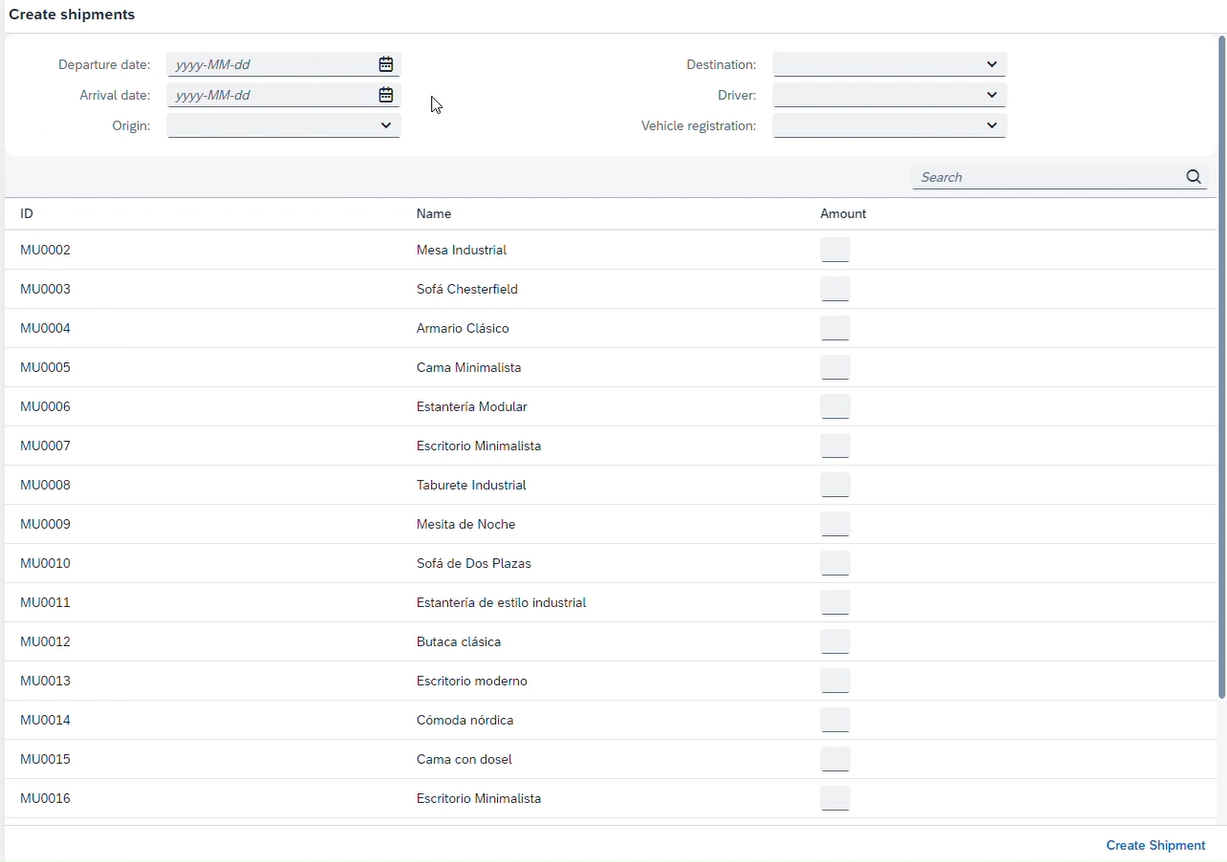 Create shipments
Departure date: yyyy-MM-dd
Destination:
Arrival date: yyyy-MM-dd
Driver:
Origin:
Vehicle registration:
Search
ID Name Amount
MU0002 Mesa Industrial
MU0003 Sofá Chesterfield
MU0004 Armario Clásico
MU0005 Cama Minimalista
MU0006 Estantería Modular
MU0007 Escritorio Minimalista
MU0008 Taburete Industrial
MU0009 Mesita de Noche
MU0010 Sofá de Dos Plazas
MU0011 Estantería de estilo industrial
MU0012 Butaca clásica
MU0013 Escritorio moderno
MU0014 Cómoda nórdica
MU0015 Cama con dosel
MU0016 Escritorio Minimalista
Create Shipment